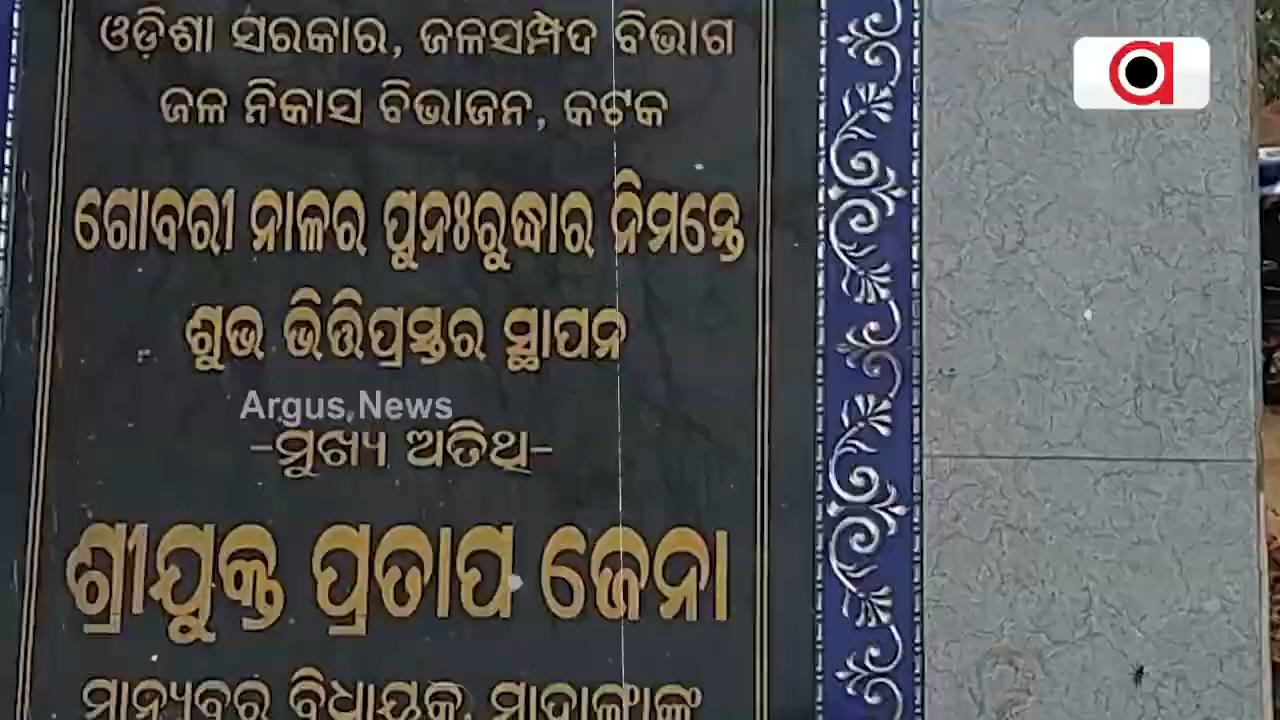 ଓଡ଼ିଶା ସରକାର, ଜଳସମ୍ପଦ ବିଭାଗ
ଜଳ ନିକାସ ବିଭାଜନ, କଟକ
ଗୋବରୀ ନାଳର ପୁନଃରୁଦ୍ଧାର ନିମନ୍ତେ
ଶୁଭ ଭିତ୍ତିପ୍ରସ୍ତର ସ୍ଥାପନ
Argus News
-ମୁଖ୍ୟ ଅତିଥି-
ଶ୍ରୀଯୁକ୍ତ ପ୍ରତାପ ଜେନା
ମାନ୍ୟବର ବିଧାୟକ, ମାହାଙ୍ଗା